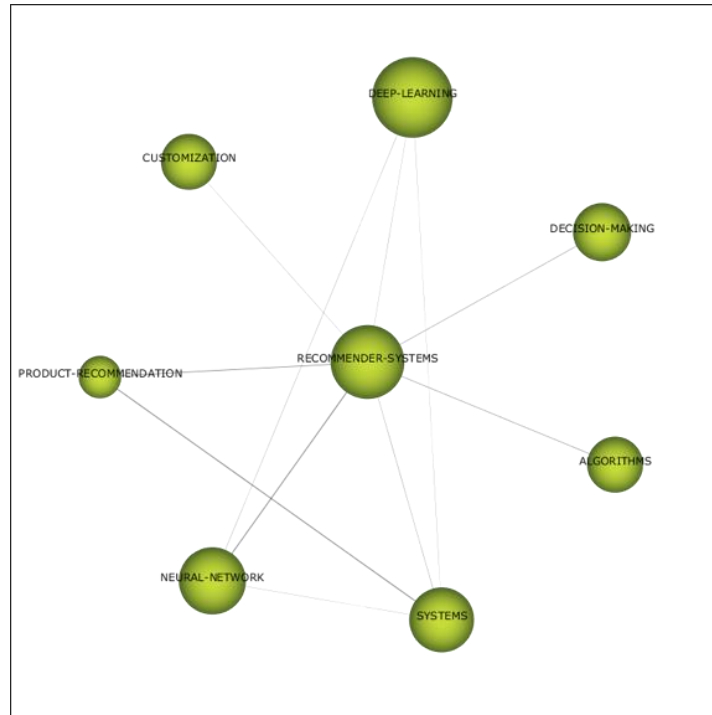 DEEP-LEARNING
CUSTOMIZATION
DECISION-MAKING
RECOMMENDER-SYSTEMS
PRODUCT-RECOMMENDATION
ALGORITHMS
NEURAL-NETWORK
SYSTEMS